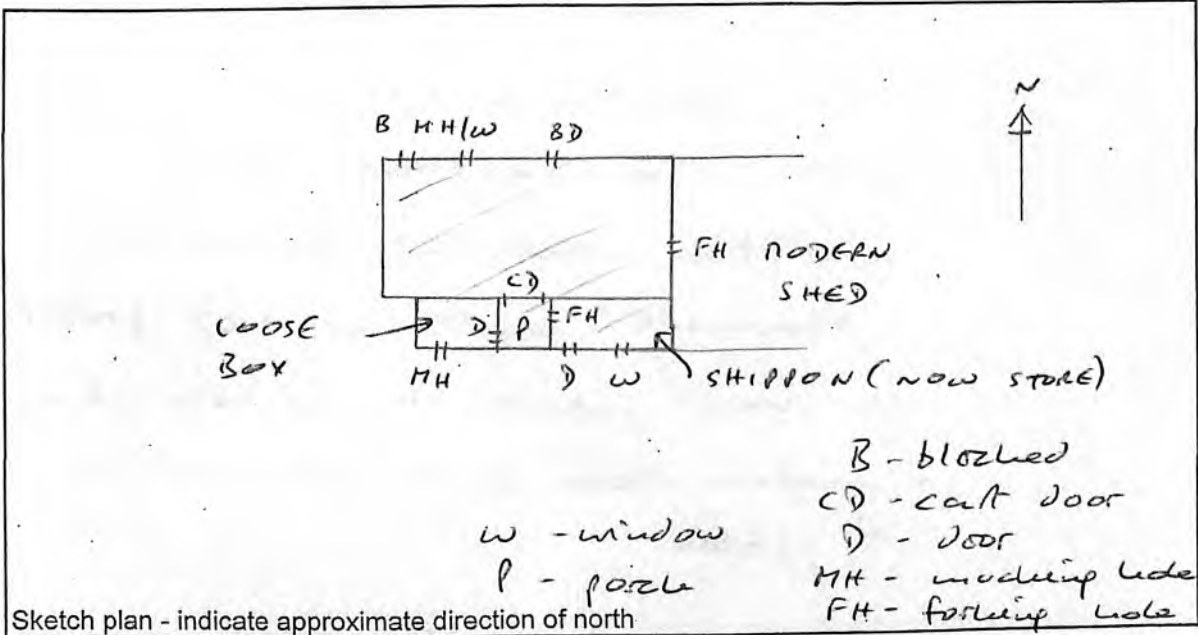 N
B MH/W BD
FH MODERN
SHED
CD
LOOSE
BOX
D P FH
MH D W SHIPPON (NOW STORE)
B - blocked
CD - cart door
W - window D - door
P - porch MH - mucking hole
FH - forking hole
Sketch plan - indicate approximate direction of north